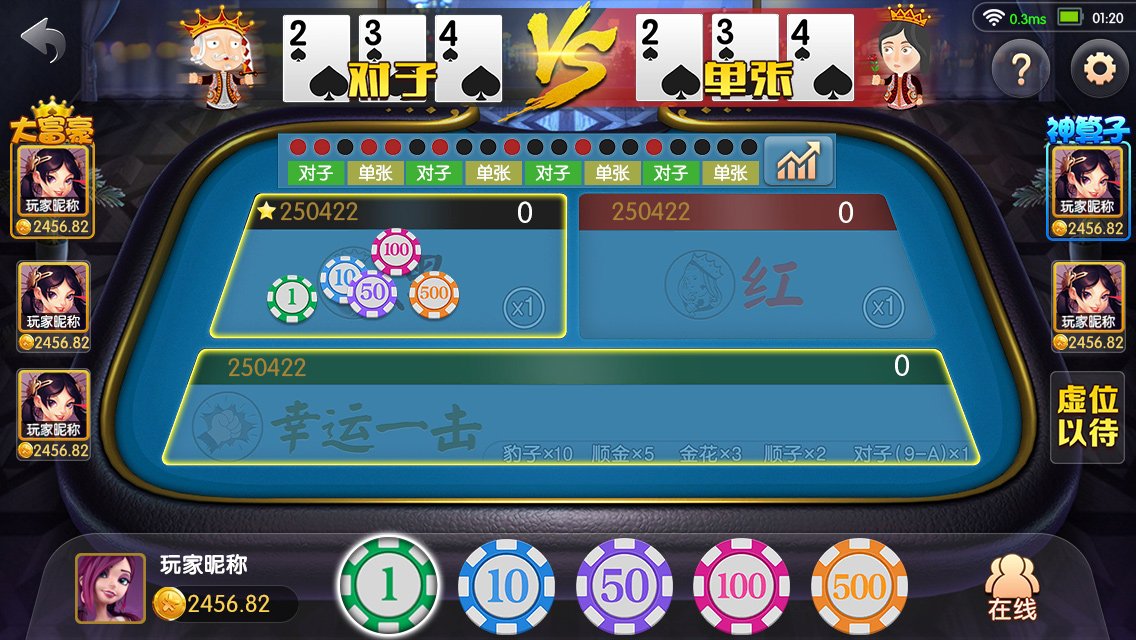 2 3 4
对子
VS
2 3 4
单张
0.3ms
01:20
?
大富豪
玩家昵称
2456.82
玩家昵称
2456.82
玩家昵称
2456.82
神算子
玩家昵称
2456.82
玩家昵称
2456.82
虚位
以待
对子 单张 对子 单张 对子 单张 对子 单张
250422 0
100
10
1
50
500
x1
250422 0
红
x1
250422 0
幸运一击
豹子×10 顺金×5 金花×3 顺子×2 对子(9-A)×1
玩家昵称
2456.82
1 10 50 100 500
在线